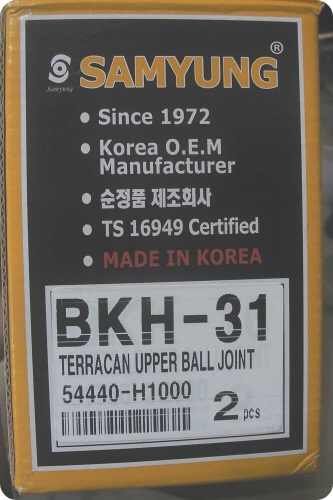 SAMYUNG®
Samyung
• Since 1972
• Korea O.E.M
Manufacturer
• 순정품 제조회사
• TS 16949 Certified
• MADE IN KOREA
BKH-31
TERRACAN UPPER BALL JOINT
54440-H1000
2 pcs